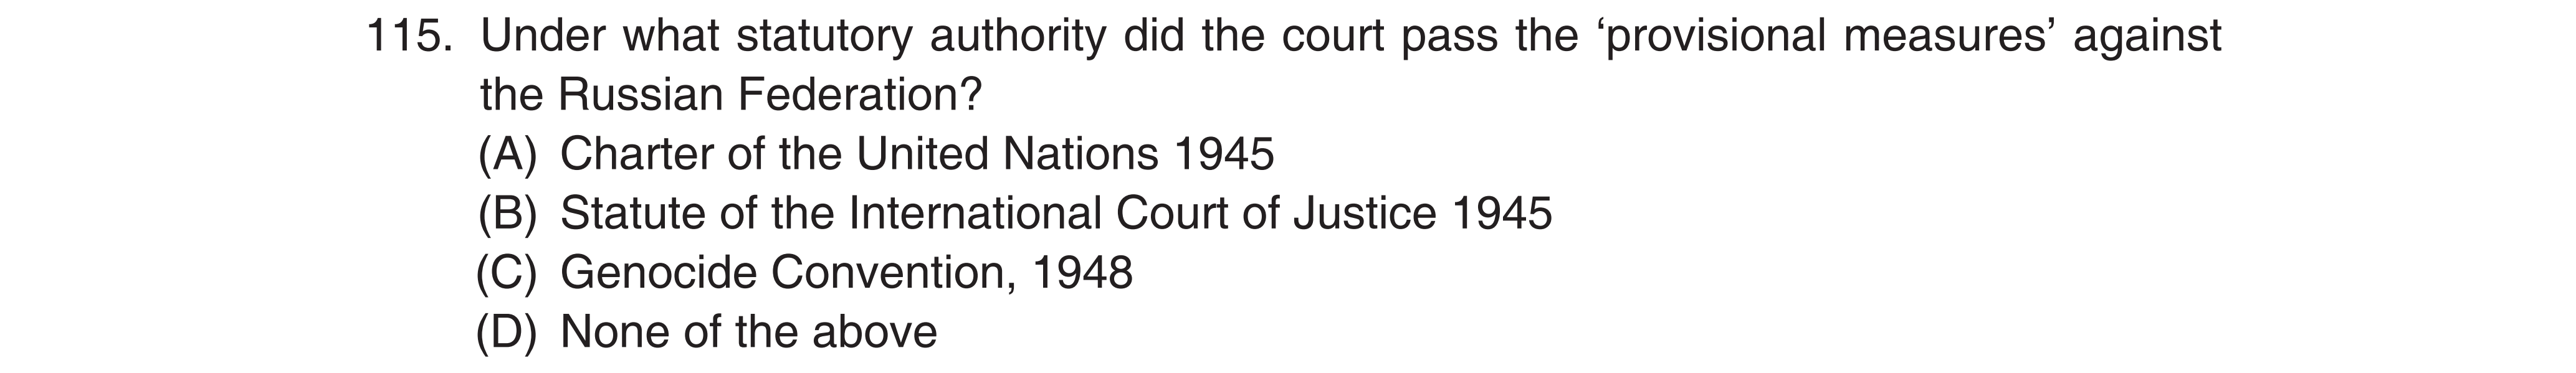 115. Under what statutory authority did the court pass the ‘provisional measures’ against
the Russian Federation?
(A) Charter of the United Nations 1945
(B) Statute of the International Court of Justice 1945
(C) Genocide Convention, 1948
(D) None of the above